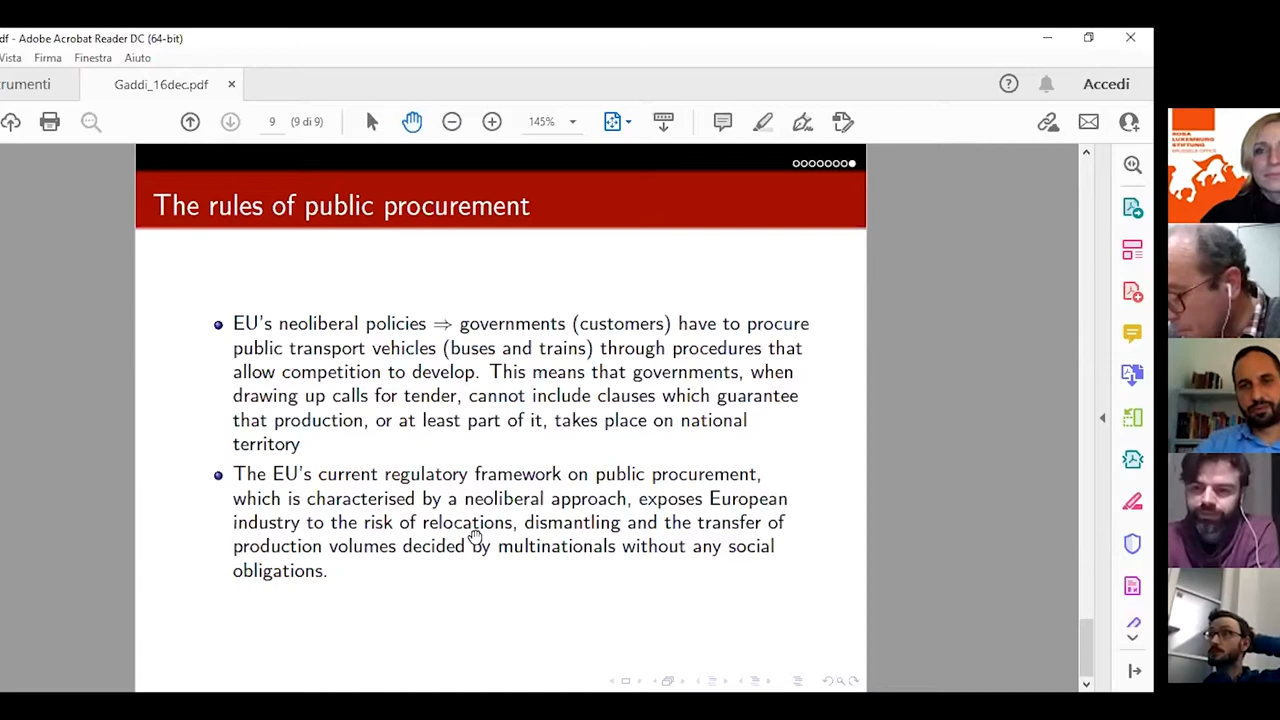 df - Adobe Acrobat Reader DC (64-bit)
Vista Firma Finestra Aiuto
rumenti Gaddi_16dec.pdf Accedi
9 (9 di 9) 145%
The rules of public procurement
EU's neoliberal policies ⇒ governments (customers) have to procure
public transport vehicles (buses and trains) through procedures that
allow competition to develop. This means that governments, when
drawing up calls for tender, cannot include clauses which guarantee
that production, or at least part of it, takes place on national
territory
The EU's current regulatory framework on public procurement,
which is characterised by a neoliberal approach, exposes European
industry to the risk of relocations, dismantling and the transfer of
production volumes decided by multinationals without any social
obligations.
ROSA
LUXEMBURG
STIFTUNG
BRUSSELS OFFICE